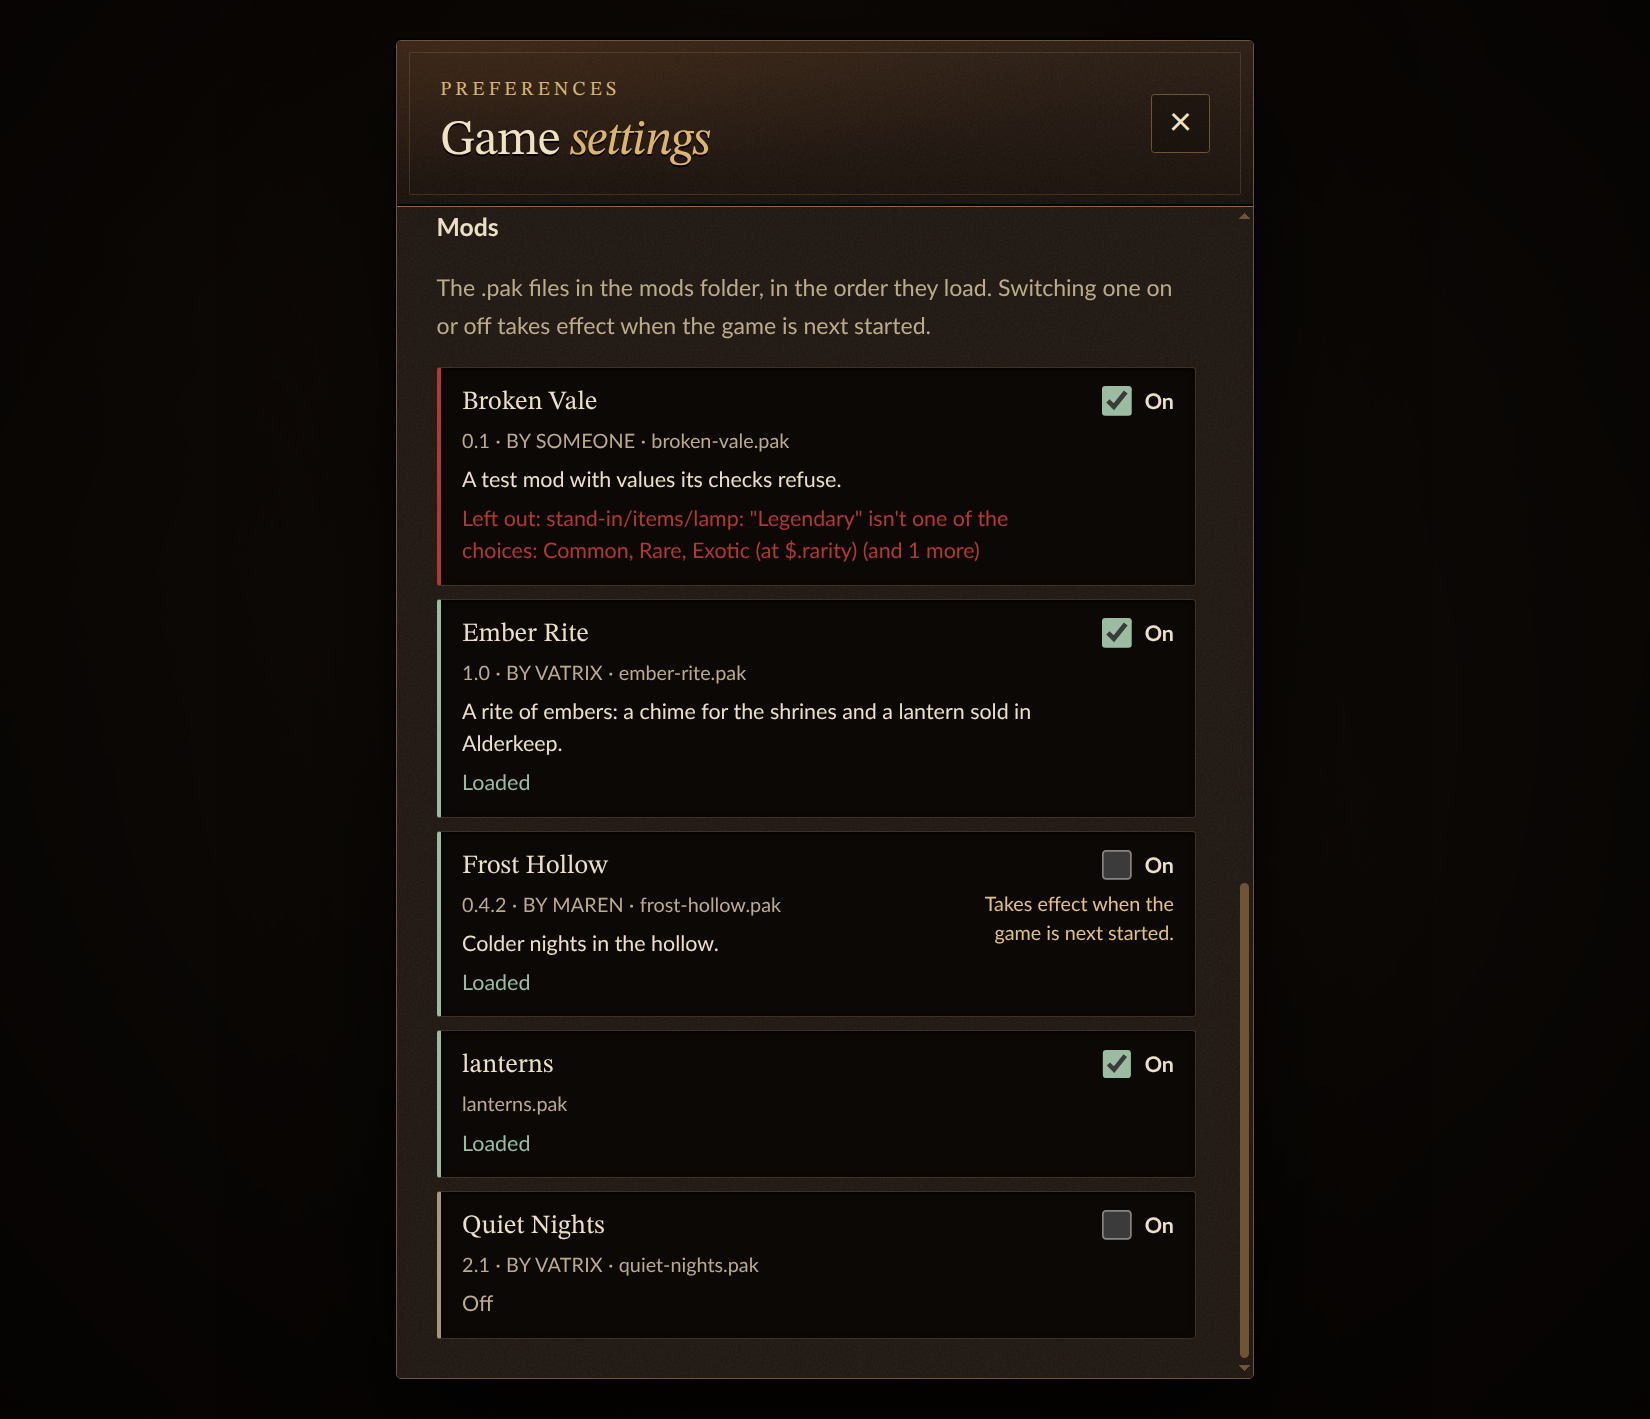 PREFERENCES
Game settings
Mods
The .pak files in the mods folder, in the order they load. Switching one on
or off takes effect when the game is next started.
Broken Vale
On
0.1 · BY SOMEONE · broken-vale.pak
A test mod with values its checks refuse.
Left out: stand-in/items/lamp: "Legendary" isn't one of the
choices: Common, Rare, Exotic (at $.rarity) (and 1 more)
Ember Rite
On
1.0 · BY VATRIX · ember-rite.pak
A rite of embers: a chime for the shrines and a lantern sold in
Alderkeep.
Loaded
Frost Hollow
On
0.4.2 · BY MAREN · frost-hollow.pak
Takes effect when the
game is next started.
Colder nights in the hollow.
Loaded
lanterns
On
lanterns.pak
Loaded
Quiet Nights
On
2.1 · BY VATRIX · quiet-nights.pak
Off